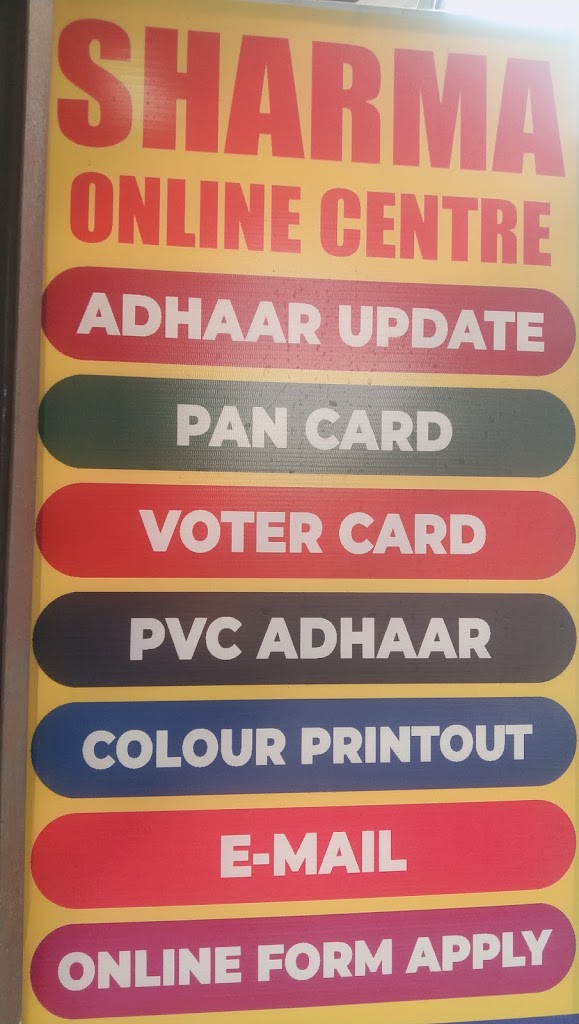 SHARMA
ONLINE CENTRE
ADHAAR UPDATE
PAN CARD
VOTER CARD
PVC ADHAAR
COLOUR PRINTOUT
E-MAIL
ONLINE FORM APPLY